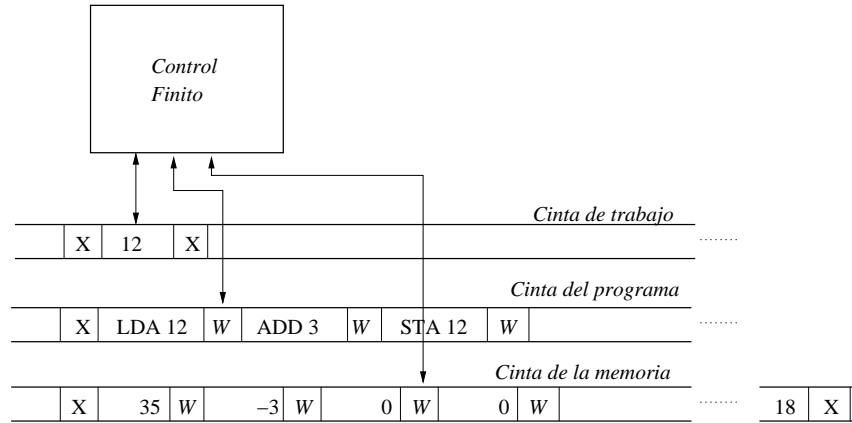 Control
Finito
Cinta de trabajo
X 12 X ........
Cinta del programa
X LDA 12 W ADD 3 W STA 12 W ........
Cinta de la memoria
X 35 W −3 W 0 W 0 W ........ 18 X